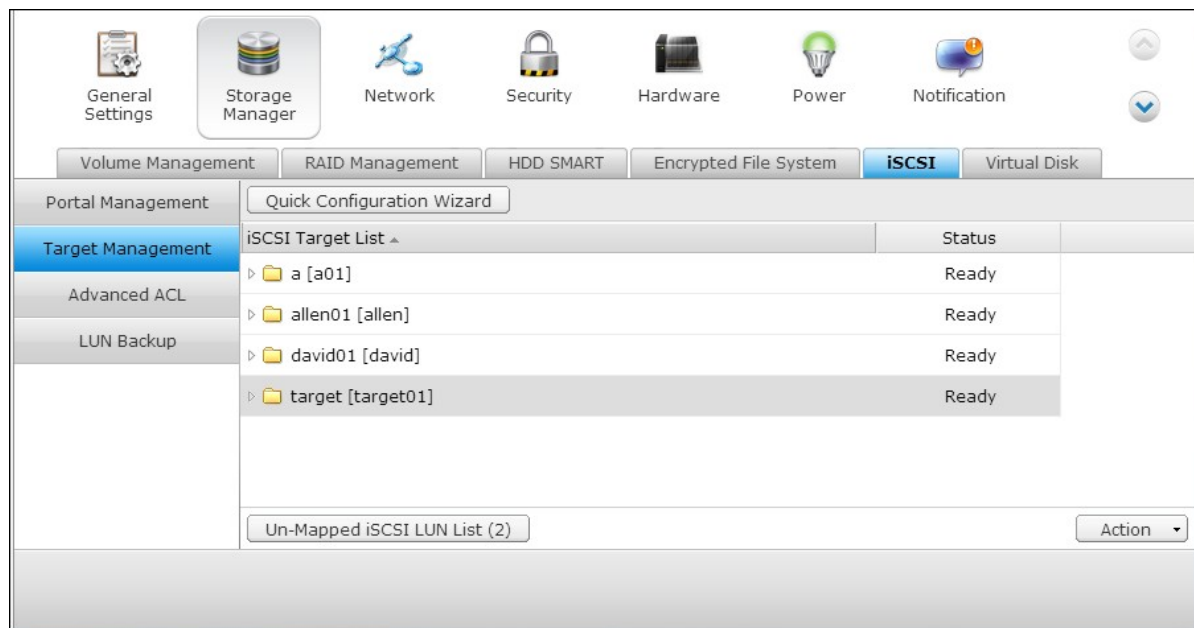 General Settings
Storage Manager
Network
Security
Hardware
Power
Notification
Volume Management
RAID Management
HDD SMART
Encrypted File System
iSCSI
Virtual Disk
Portal Management
Quick Configuration Wizard
Target Management
iSCSI Target List
Status
a [a01]
Ready
Advanced ACL
allen01 [allen]
Ready
LUN Backup
david01 [david]
Ready
target [target01]
Ready
Un-Mapped iSCSI LUN List (2)
Action